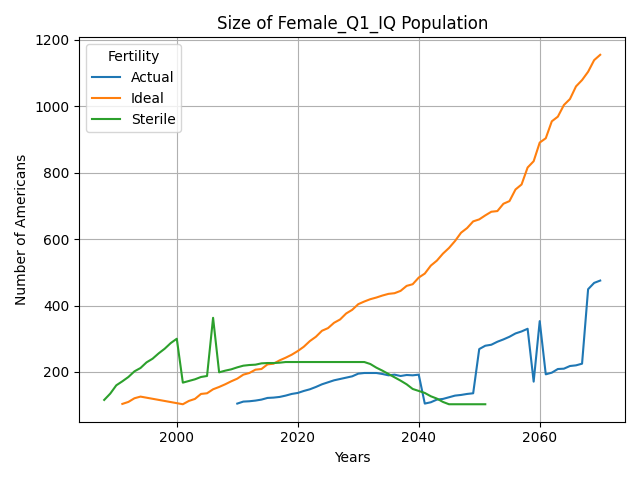 Size of Female_Q1_IQ Population
Number of Americans
1200
1000
800
600
400
200
Fertility
Actual
Ideal
Sterile
2000
2020
2040
2060
Years